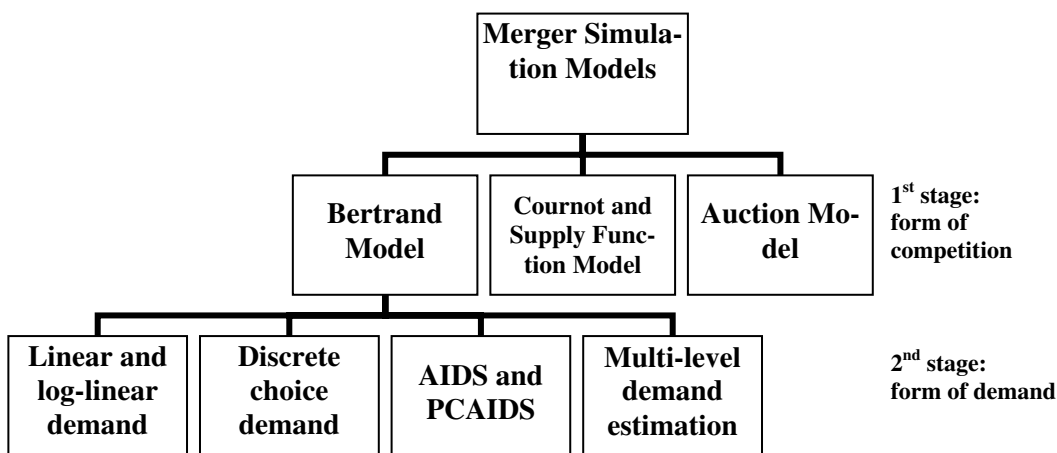 Merger Simula-
tion Models
Bertrand
Model
Cournot and
Supply Func-
tion Model
Auction Mo-
del
1st stage:
form of
competition
Linear and
log-linear
demand
Discrete
choice
demand
AIDS and
PCAIDS
Multi-level
demand
estimation
2nd stage:
form of demand